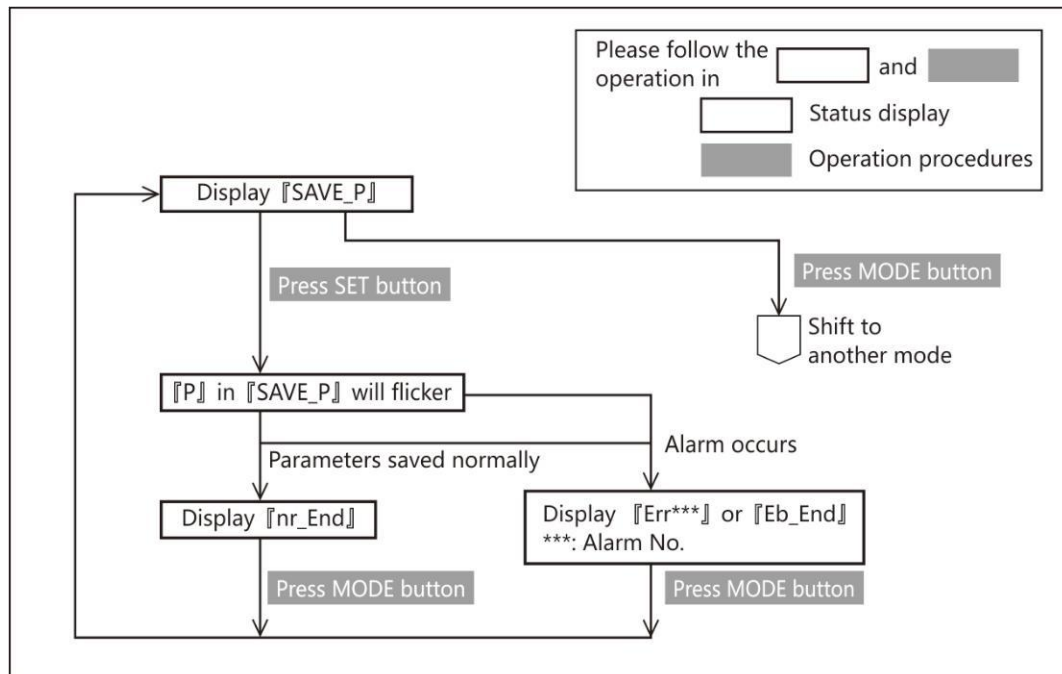 Please follow the
operation in and
Status display
Operation procedures
Display『SAVE_P』
Press SET button
Press MODE button
Shift to
another mode
『P』in『SAVE_P』will flicker
Parameters saved normally
Alarm occurs
Display『nr_End』
Display 『Err***』or『Eb_End』
***: Alarm No.
Press MODE button
Press MODE button